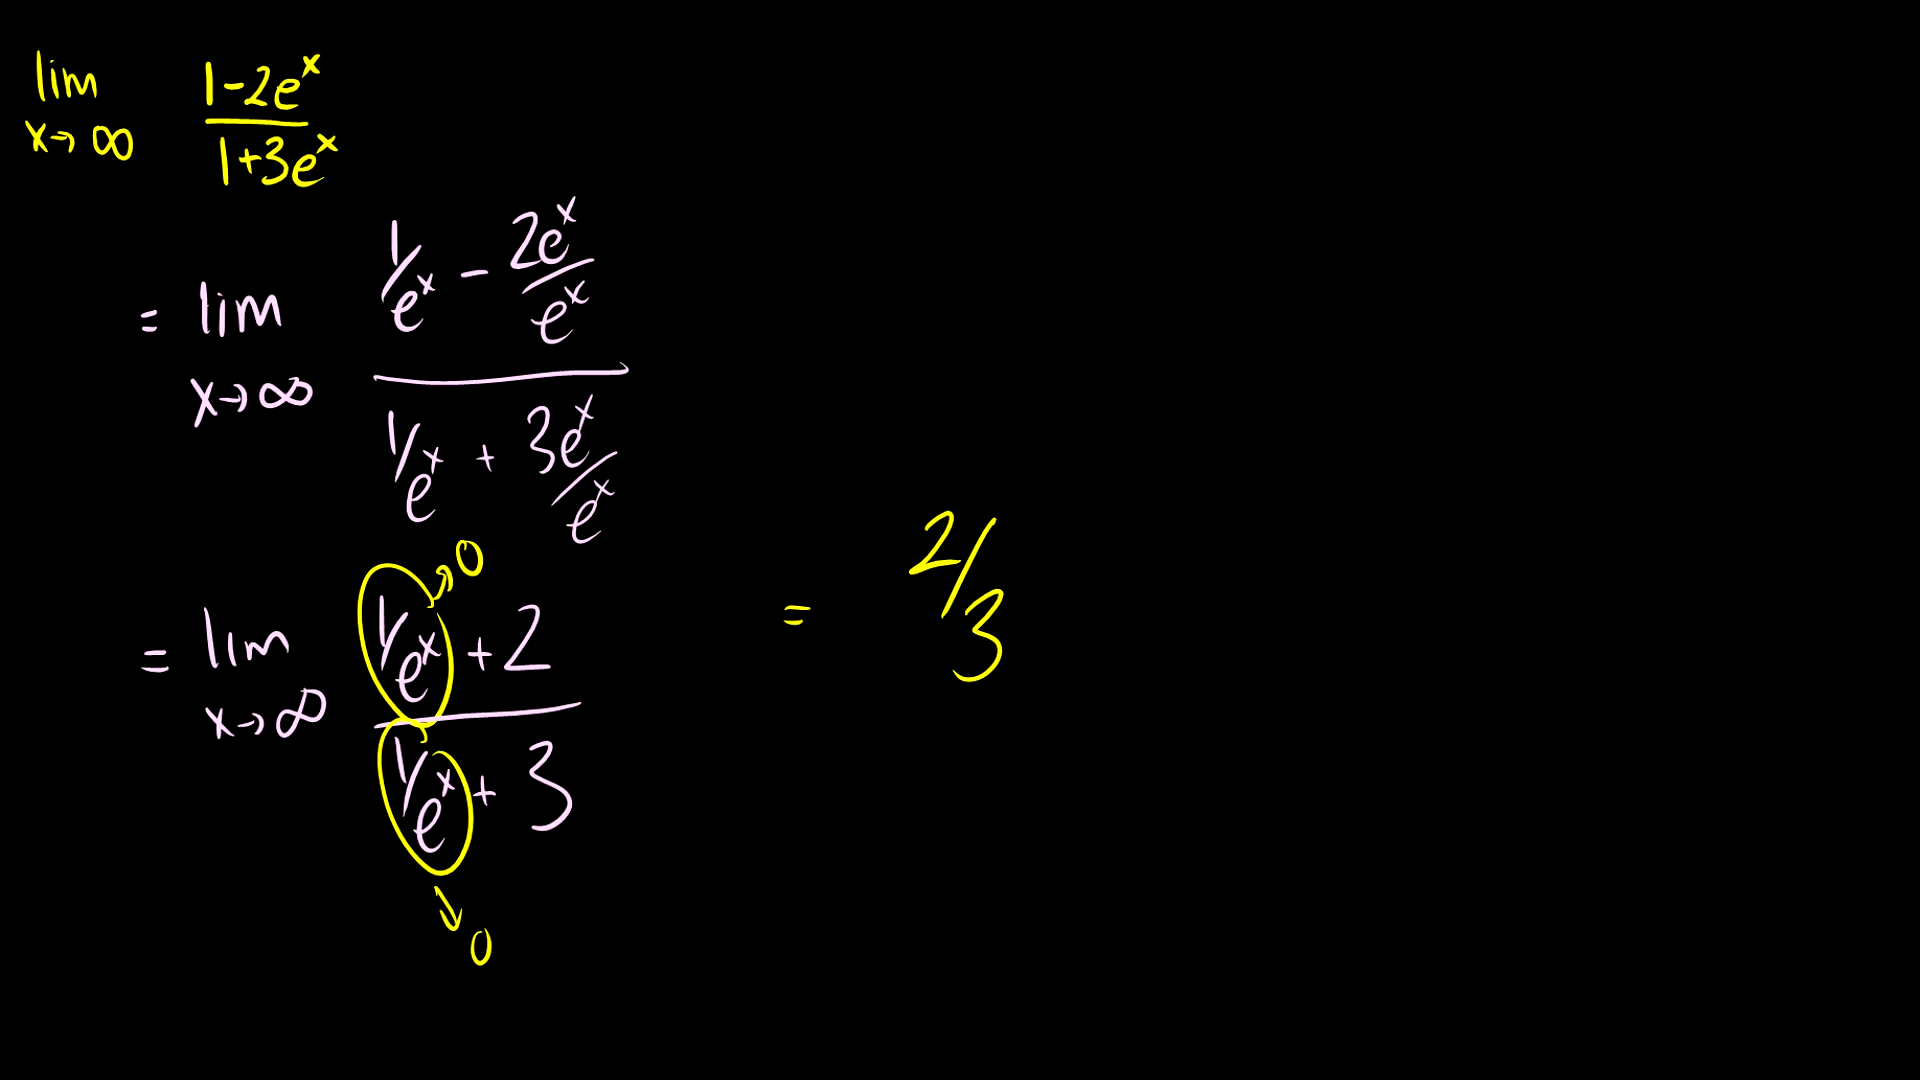 lim x→∞ (1-2e^x)/(1+3e^x)
= lim x→∞ (1/e^x - 2e^x/e^x)/(1/e^x + 3e^x/e^x)
= lim x→∞ (1/e^x + 2)/(1/e^x + 3) = 2/3
→ 0
→ 0